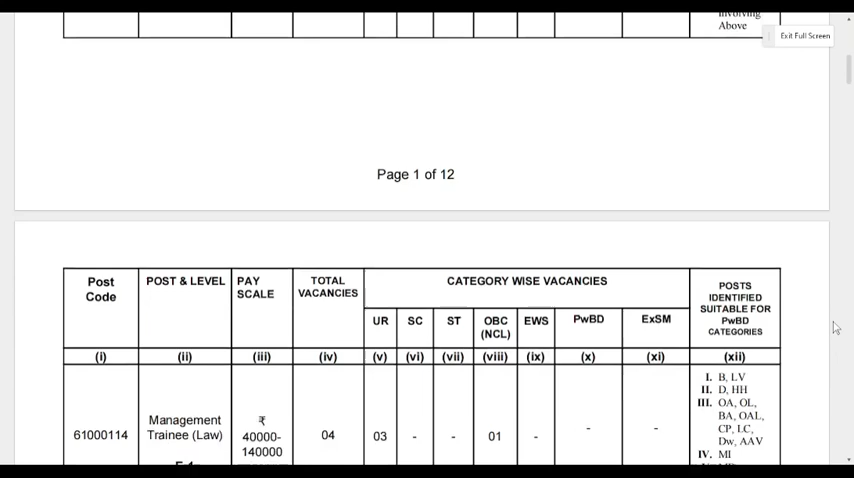 Involving
Above
Exit Full Screen
Page 1 of 12
Post Code POST & LEVEL PAY SCALE TOTAL VACANCIES CATEGORY WISE VACANCIES POSTS IDENTIFIED SUITABLE FOR PwBD CATEGORIES
UR SC ST OBC (NCL) EWS PwBD ExSM
(i) (ii) (iii) (iv) (v) (vi) (vii) (viii) (ix) (x) (xi) (xii)
61000114 Management Trainee (Law) ₹ 40000-140000 04 03 - - 01 - - -
I. B, LV
II. D, HH
III. OA, OL,
BA, OAL,
CP, LC,
Dw, AAV
IV. MI